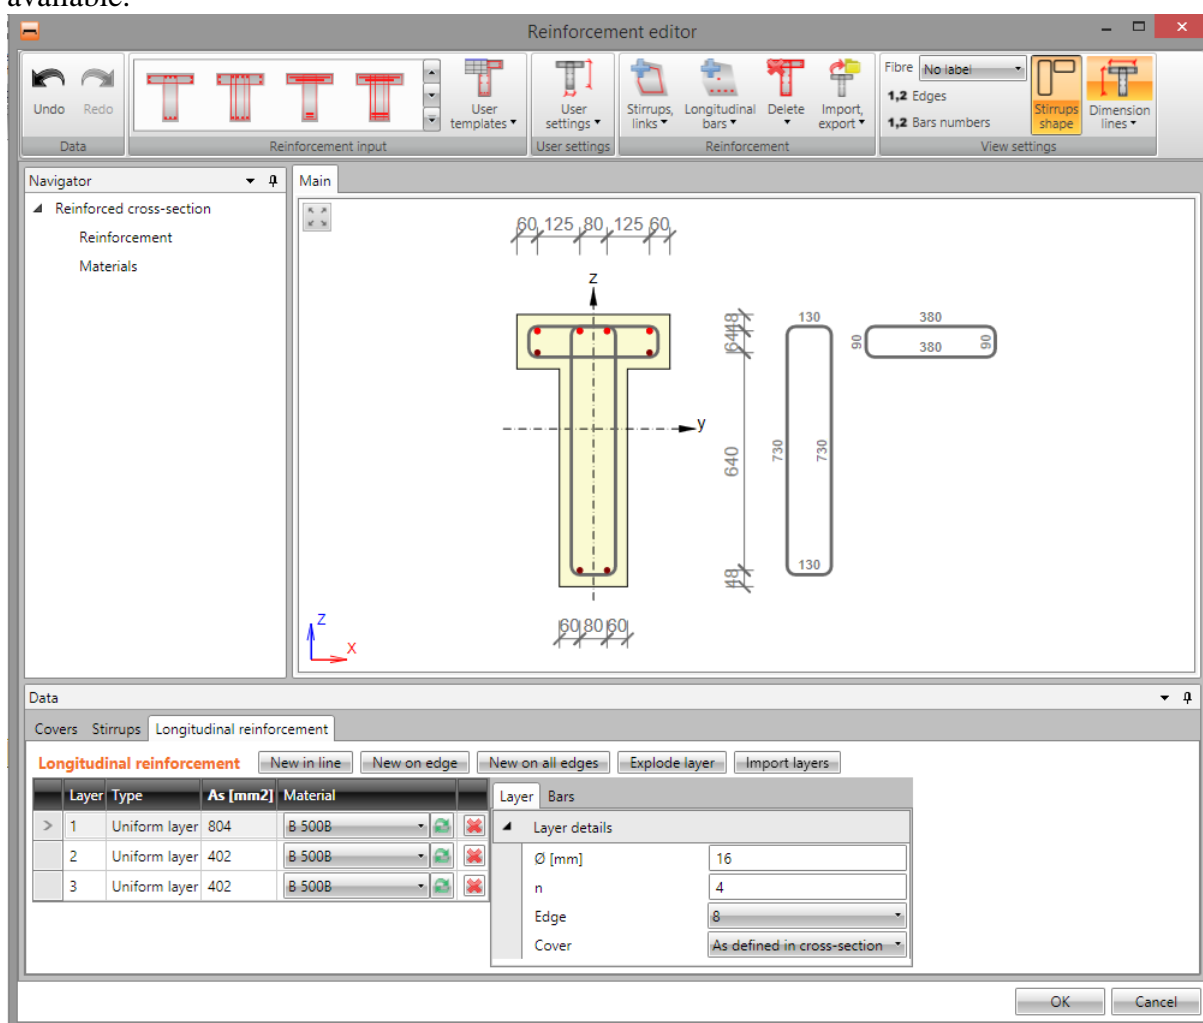 available.
Reinforcement editor
Undo Redo
User templates
User settings
Stirrups, links
Longitudinal bars
Delete
Import, export
Fibre No label
1,2 Edges
1,2 Bars numbers
Stirrups shape
Dimension lines
Data
Reinforcement input
User settings
Reinforcement
View settings
Navigator
Reinforced cross-section
Reinforcement
Materials
Main
60 125 80 125 60
z
48
64
130
380
90
380
90
y
640
730
730
48
130
60 80 60
Z
X
Data
Covers Stirrups Longitudinal reinforcement
Longitudinal reinforcement New in line New on edge New on all edges Explode layer Import layers
Layer Type As [mm2] Material
1 Uniform layer 804 B 500B
2 Uniform layer 402 B 500B
3 Uniform layer 402 B 500B
Layer Bars
Layer details
Ø [mm] 16
n 4
Edge 8
Cover As defined in cross-section
OK Cancel